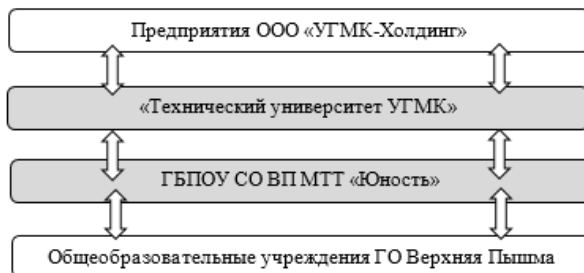 Предприятия ООО «УГМК-Холдинг»
«Технический университет УГМК»
ГБПОУ СО ВП МТТ «Юность»
Общеобразовательные учреждения ГО Верхняя Пышма